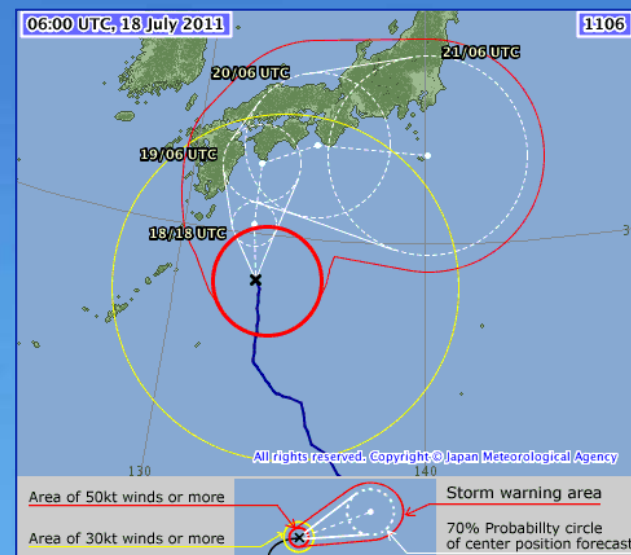 06:00 UTC, 18 July 2011
1106
21/06 UTC
20/06 UTC
19/06 UTC
18/18 UTC
3
130
140
All rights reserved. Copyright © Japan Meteorological Agency
Area of 50kt winds or more
Storm warning area
Area of 30kt winds or more
70% Probability circle
of center position forecast